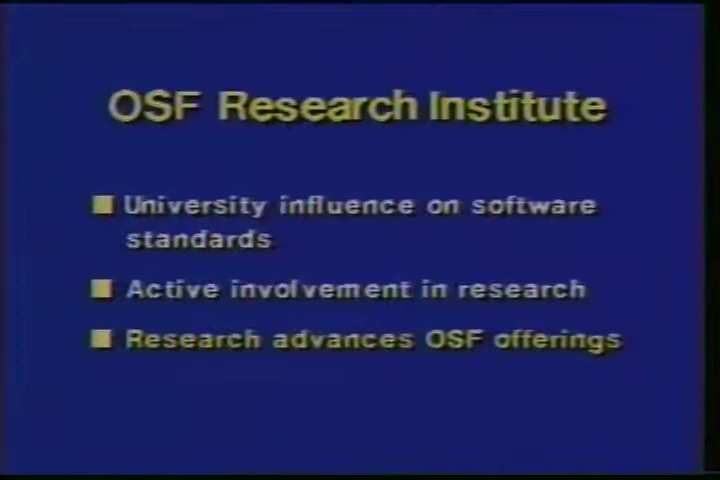 OSF Research Institute
University influence on software
standards
Active involvement in research
Research advances OSF offerings